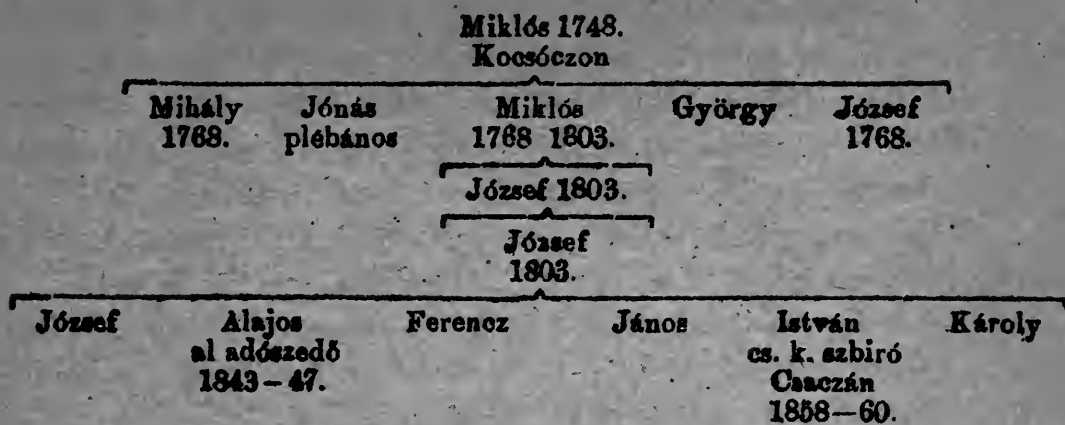 Miklós 1748.
Kocsóczon
Mihály Jónás Miklós György József
1768. plébános 1768 1803. 1768.
József 1803.
József
1803.
József Alajos Ferencz János István Károly
al adószedő cs. k. szbiró
1843–47. Csaczán
1858–60.